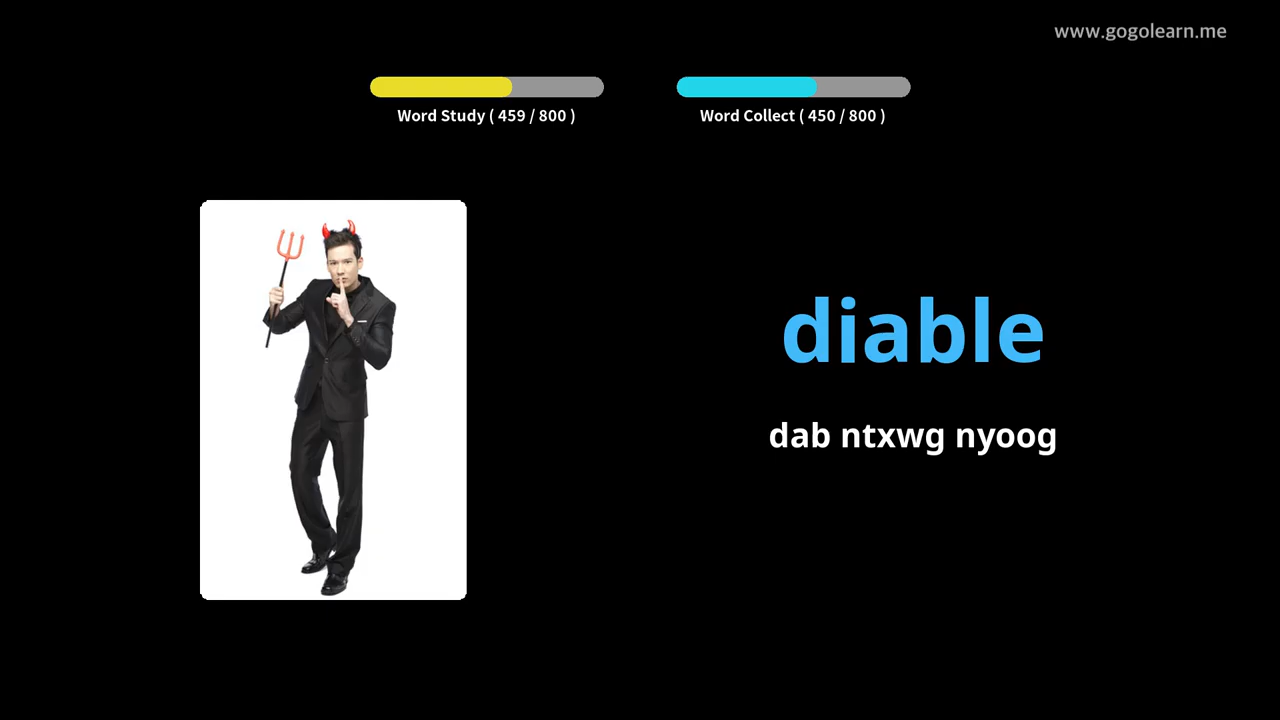 www.gogolearn.me
Word Study ( 459 / 800 )
Word Collect ( 450 / 800 )
diable
dab ntxwg nyoog